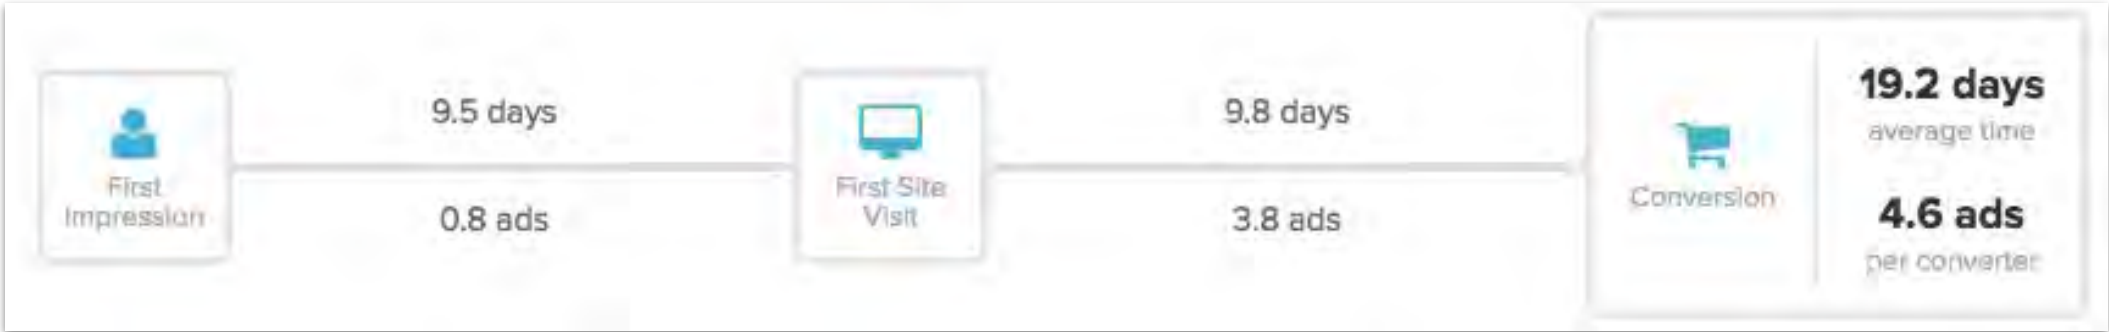 First
Impression
9.5 days
0.8 ads
First Site
Visit
9.8 days
3.8 ads
Conversion
19.2 days
average time
4.6 ads
per converter